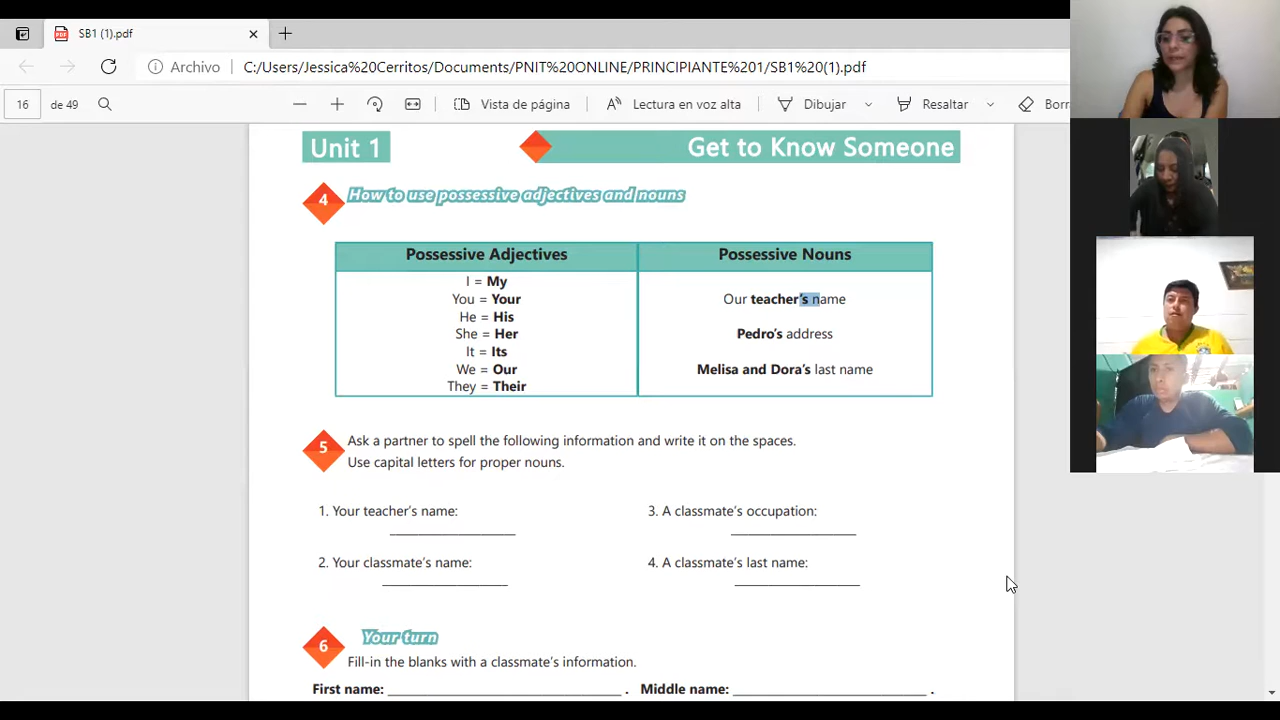 SB1 (1).pdf
Archivo
C:/Users/Jessica%20Cerritos/Documents/PNIT%20ONLINE/PRINCIPIANTE%201/SB1%20(1).pdf
16
de 49
Vista de página
Lectura en voz alta
Dibujar
Resaltar
Unit 1
Get to Know Someone
4
How to use possessive adjectives and nouns
Possessive Adjectives
I = My
You = Your
He = His
She = Her
It = Its
We = Our
They = Their
Possessive Nouns
Our teacher's name
Pedro's address
Melisa and Dora's last name
5
Ask a partner to spell the following information and write it on the spaces.
Use capital letters for proper nouns.
1. Your teacher's name:
2. Your classmate's name:
3. A classmate's occupation:
4. A classmate's last name:
6
Your turn
Fill-in the blanks with a classmate's information.
First name: ______________________________ . Middle name: _________________________ .